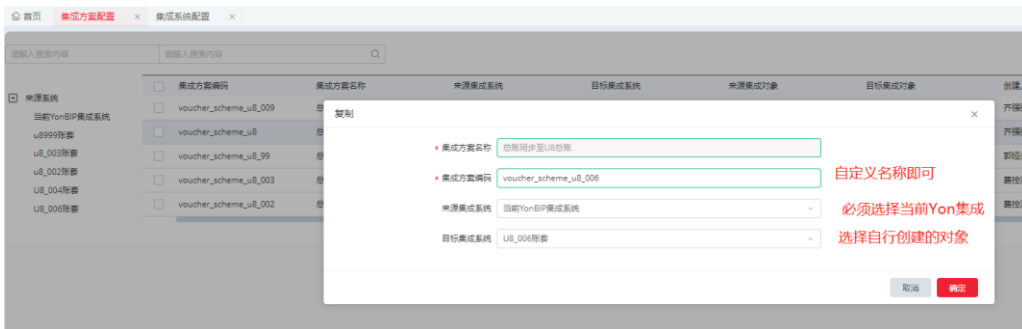 首页 集成方案配置 × 集成系统配置 ×
请输入搜索内容 请输入搜索内容
集成方案编码 集成方案名称 来源集成系统 目标集成系统 来源集成对象 目标集成对象 创建
来源系统
当前YonBIP集成系统
u8999账套
u8_003账套
u8_002账套
U8_004账套
U8_006账套
voucher_scheme_u8_009
voucher_scheme_u8
voucher_scheme_u8_99
voucher_scheme_u8_003
voucher_scheme_u8_002
复制 ×
* 集成方案名称 总账同步至U8总账
* 集成方案编码 voucher_scheme_u8_006 自定义名称即可
来源集成系统 当前YonBIP集成系统 必须选择当前Yon集成
目标集成系统 U8_006账套 选择自行创建的对象
取消 确定